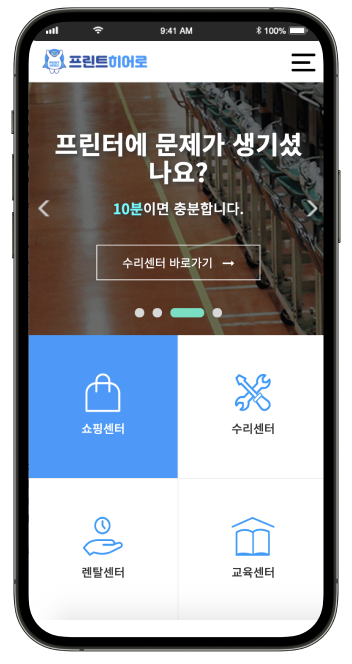 9:41 AM
100%
프린트히어로
프린터에 문제가 생기셨
나요?
10분이면 충분합니다.
수리센터 바로가기 →
쇼핑센터
수리센터
렌탈센터
교육센터